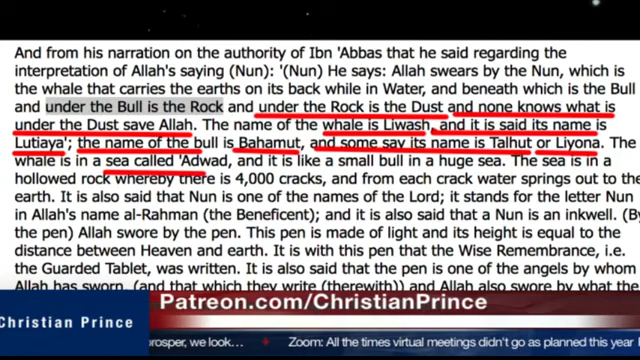 And from his narration on the authority of Ibn 'Abbas that he said regarding the
interpretation of Allah's saying (Nun): '(Nun) He says: Allah swears by the Nun, which is
the whale that carries the earths on its back while in Water, and beneath which is the Bull
and under the Bull is the Rock and under the Rock is the Dust and none knows what is
under the Dust save Allah. The name of the whale is Liwash, and it is said its name is
Lutiaya'; the name of the bull is Bahamut, and some say its name is Talhut or Liyona. The
whale is in a sea called 'Adwad, and it is like a small bull in a huge sea. The sea is in a
hollowed rock whereby there is 4,000 cracks, and from each crack water springs out to the
earth. It is also said that Nun is one of the names of the Lord; it stands for the letter Nun
in Allah's name al-Rahman (the Beneficent); and it is also said that a Nun is an inkwell. (By
the pen) Allah swore by the pen. This pen is made of light and its height is equal to the
distance between Heaven and earth. It is with this pen that the Wise Remembrance, i.e.
the Guarded Tablet, was written. It is also said that the pen is one of the angels by whom
Allah has sworn, (and that which they write (therewith)) and Allah also swore by what the
Patreon.com/ChristianPrince
Christian Prince
prosper, we look… Zoom: All the times virtual meetings didn't go as planned this year